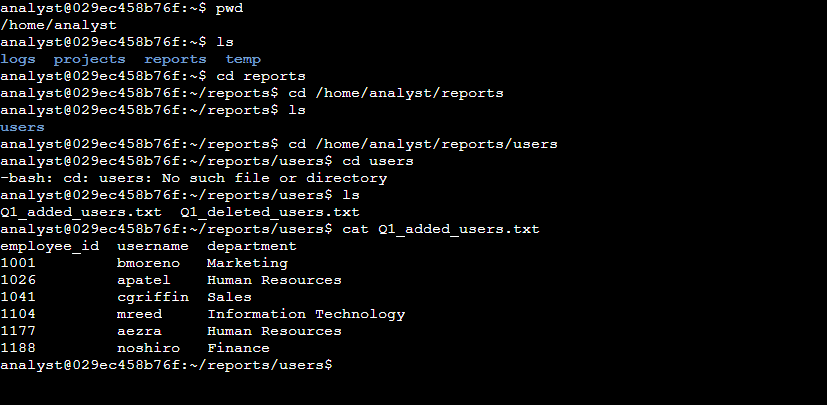 analyst@029ec458b76f:~$ pwd
/home/analyst
analyst@029ec458b76f:~$ ls
logs  projects  reports  temp
analyst@029ec458b76f:~$ cd reports
analyst@029ec458b76f:~/reports$ cd /home/analyst/reports
analyst@029ec458b76f:~/reports$ ls
users
analyst@029ec458b76f:~/reports$ cd /home/analyst/reports/users
analyst@029ec458b76f:~/reports/users$ cd users
-bash: cd: users: No such file or directory
analyst@029ec458b76f:~/reports/users$ ls
Q1_added_users.txt  Q1_deleted_users.txt
analyst@029ec458b76f:~/reports/users$ cat Q1_added_users.txt
employee_id  username  department
1001         bmoreno   Marketing
1026         apatel    Human Resources
1041         cgriffin  Sales
1104         mreed     Information Technology
1177         aezra     Human Resources
1188         noshiro   Finance
analyst@029ec458b76f:~/reports/users$